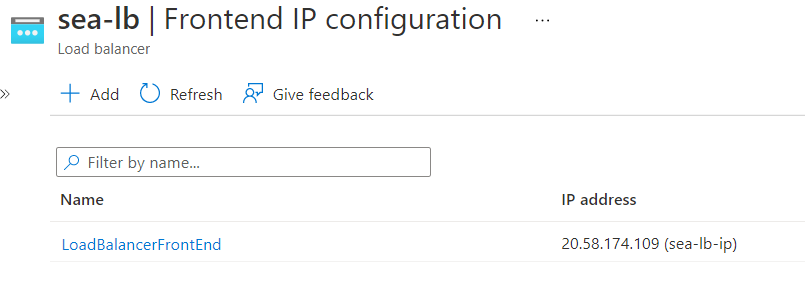 sea-lb | Frontend IP configuration ...
Load balancer
» + Add Refresh Give feedback
Filter by name...
Name IP address
LoadBalancerFrontEnd 20.58.174.109 (sea-lb-ip)